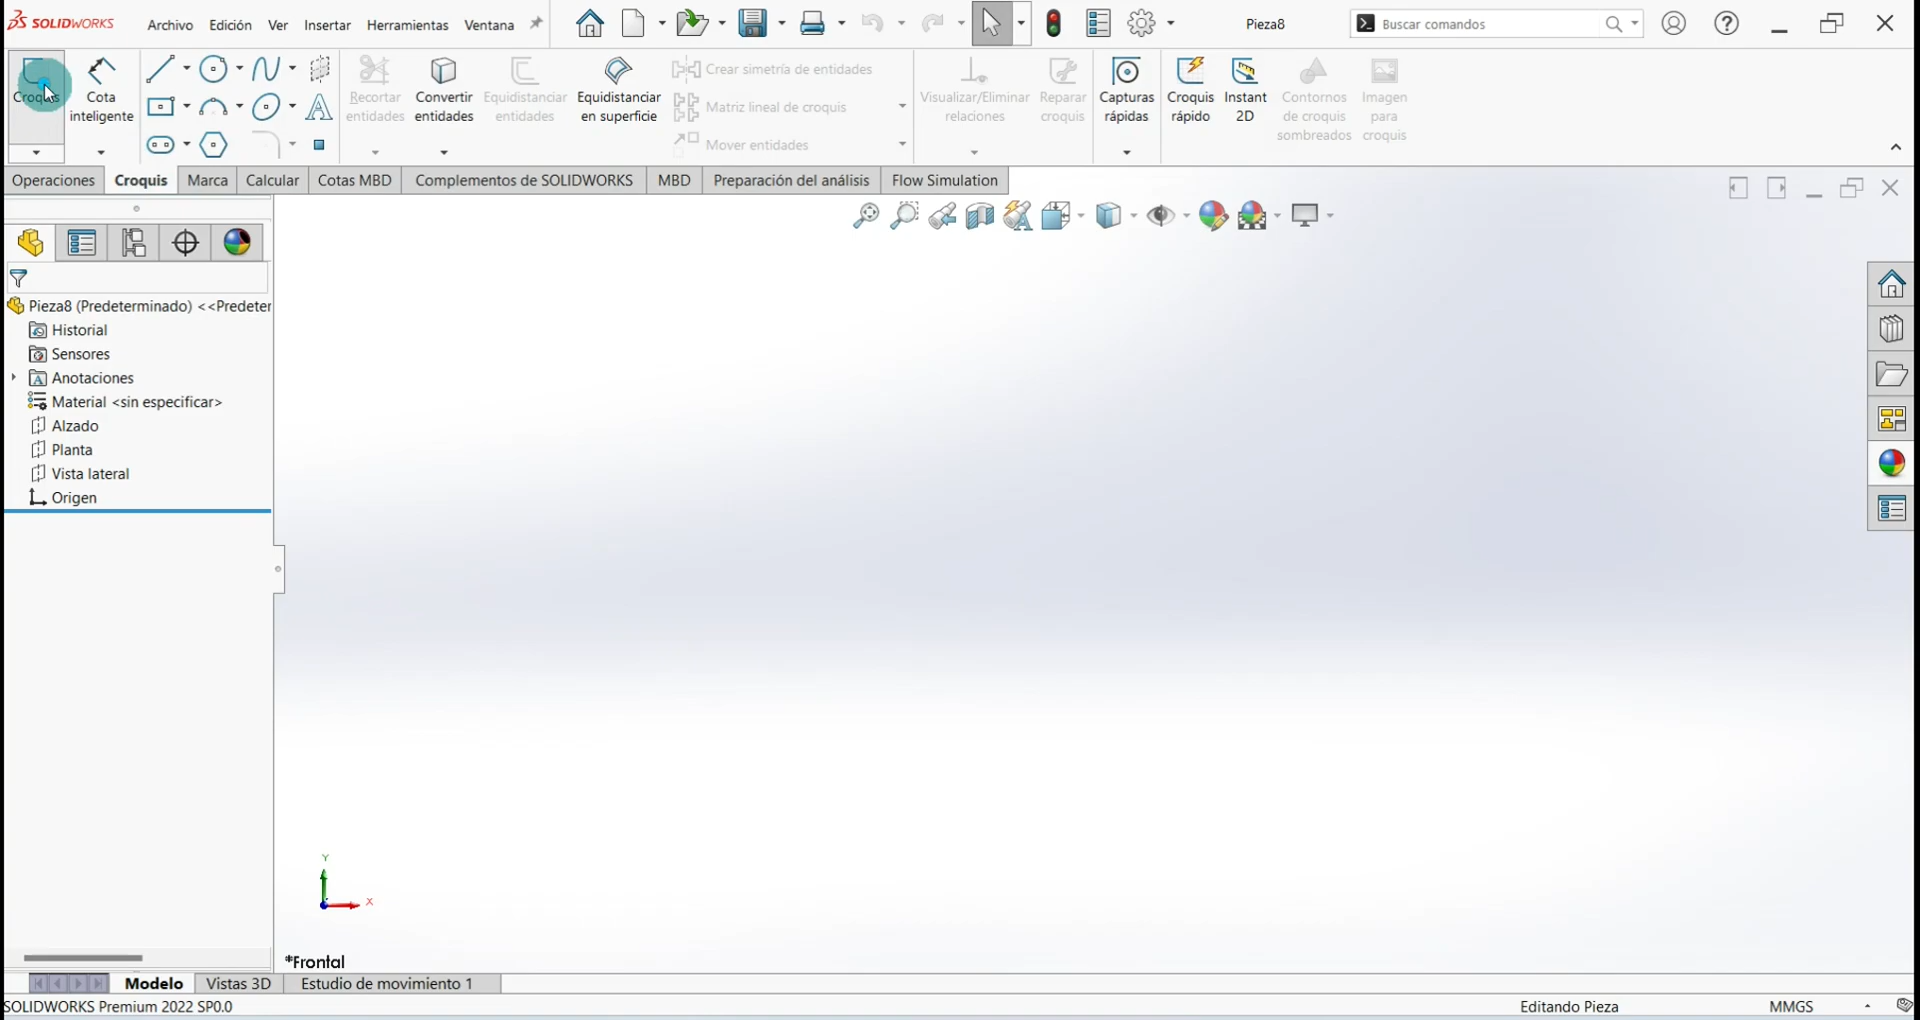 SOLIDWORKS Archivo Edición Ver Insertar Herramientas Ventana Pieza8 Buscar comandos
Croquis
Cota inteligente
Recortar entidades
Convertir entidades
Equidistanciar entidades
Equidistanciar en superficie
Crear simetría de entidades
Matriz lineal de croquis
Mover entidades
Visualizar/Eliminar relaciones
Reparar croquis
Capturas rápidas
Croquis rápido
Instant 2D
Contornos de croquis sombreados
Imagen para croquis
Operaciones Croquis Marca Calcular Cotas MBD Complementos de SOLIDWORKS MBD Preparación del análisis Flow Simulation
Pieza8 (Predeterminado) <<Predeter
Historial
Sensores
Anotaciones
Material <sin especificar>
Alzado
Planta
Vista lateral
Origen
Y
X
*Frontal
Modelo Vistas 3D Estudio de movimiento 1
SOLIDWORKS Premium 2022 SP0.0 Editando Pieza MMGS